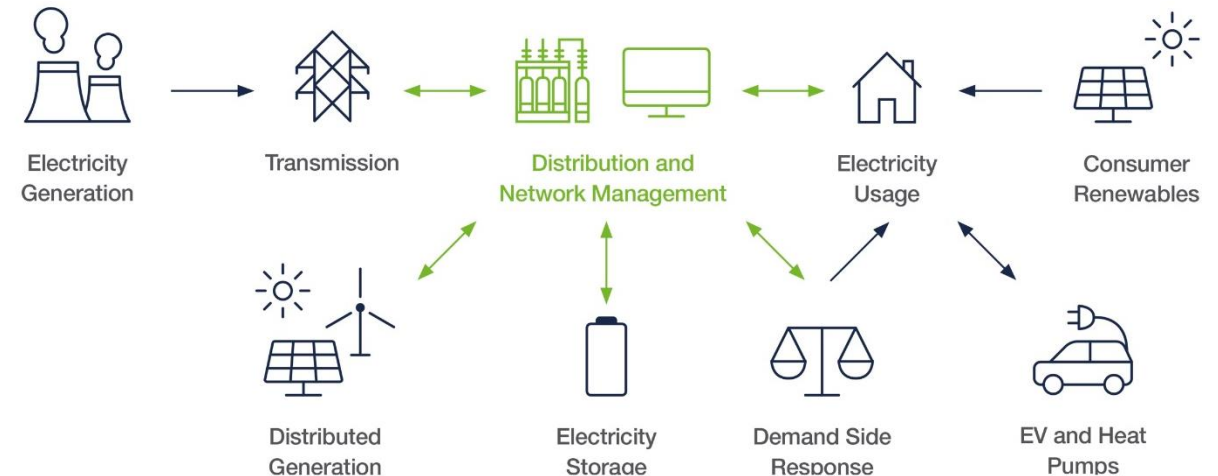 Electricity
Generation
Transmission
Distribution and
Network Management
Electricity
Usage
Consumer
Renewables
Distributed
Generation
Electricity
Storage
Demand Side
Response
EV and Heat
Pumps